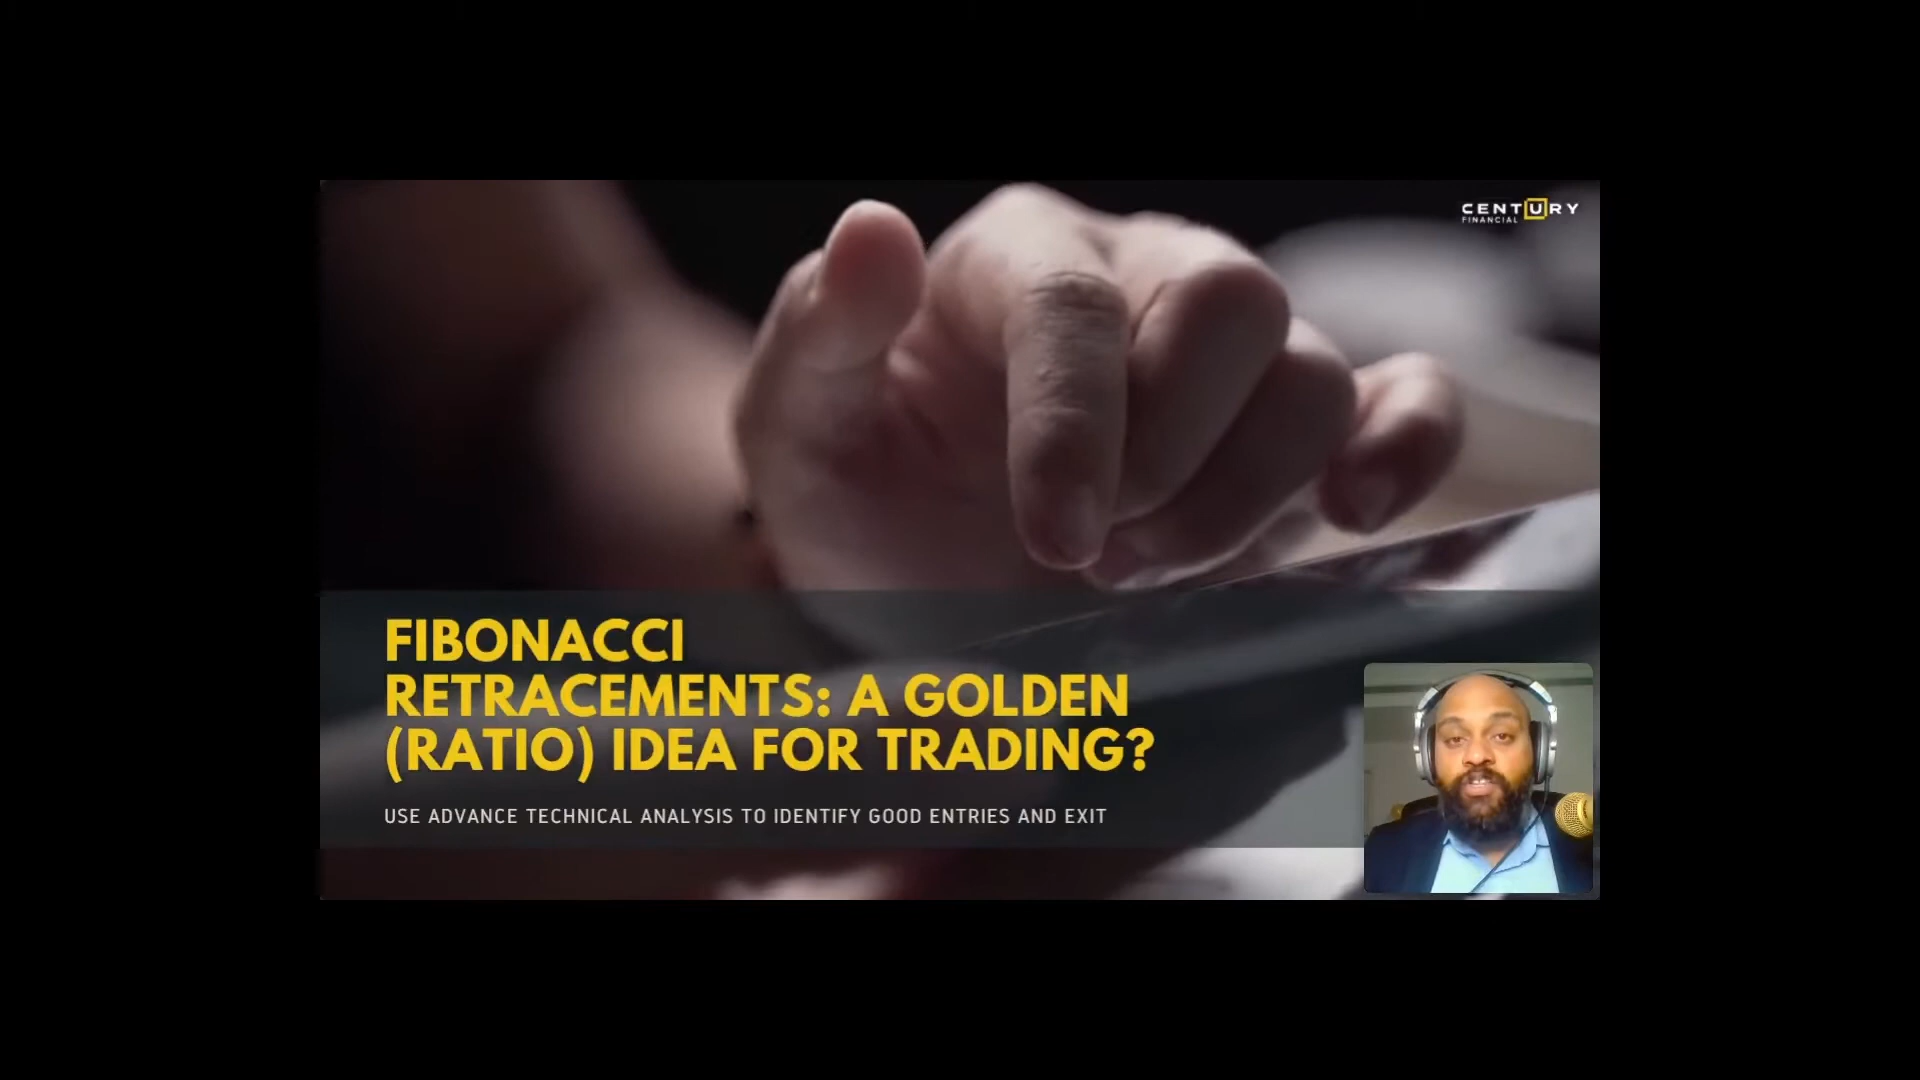 CENTURY
FINANCIAL
FIBONACCI
RETRACEMENTS: A GOLDEN
(RATIO) IDEA FOR TRADING?
USE ADVANCE TECHNICAL ANALYSIS TO IDENTIFY GOOD ENTRIES AND EXIT